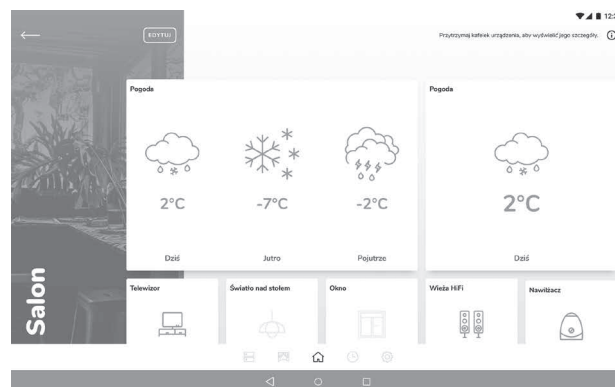 12:
EDYTUJ
Przytrzymaj kafelek urządzenia, aby wyświetlić jego szczegóły.
Pogoda
2°C
-7°C
-2°C
Dziś
Jutro
Pojutrze
Pogoda
2°C
Dziś
Salon
Telewizor
Światło nad stołem
Okno
Wieża HiFi
Nawilżacz